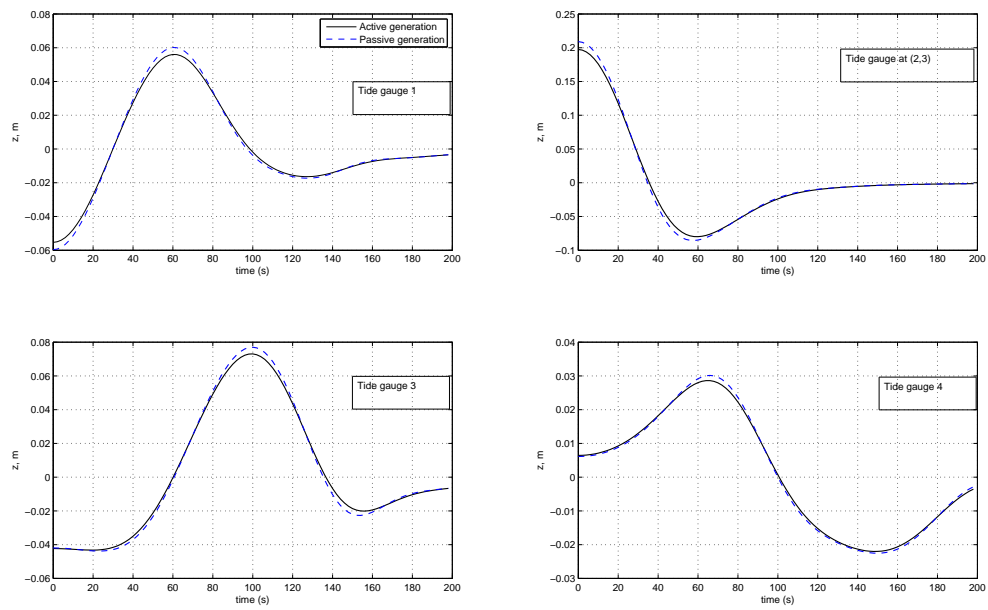 0.08
0.06
0.04
0.02
0
−0.02
−0.04
−0.06
0 20 40 60 80 100 120 140 160 180 200
time (s)
z, m
Active generation
Passive generation
Tide gauge 1
0.25
0.2
0.15
0.1
0.05
0
−0.05
−0.1
0 20 40 60 80 100 120 140 160 180 200
time (s)
z, m
Tide gauge at (2,3)
0.08
0.06
0.04
0.02
0
−0.02
−0.04
−0.06
0 20 40 60 80 100 120 140 160 180 200
time (s)
z, m
Tide gauge 3
0.04
0.03
0.02
0.01
0
−0.01
−0.02
−0.03
0 20 40 60 80 100 120 140 160 180 200
time (s)
z, m
Tide gauge 4